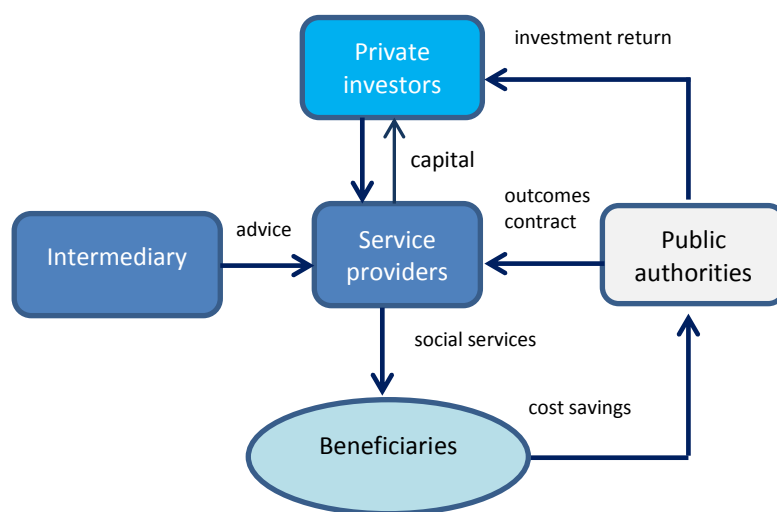 Private
investors
investment return
capital
outcomes
contract
Intermediary
advice
Service
providers
Public
authorities
social services
cost savings
Beneficiaries